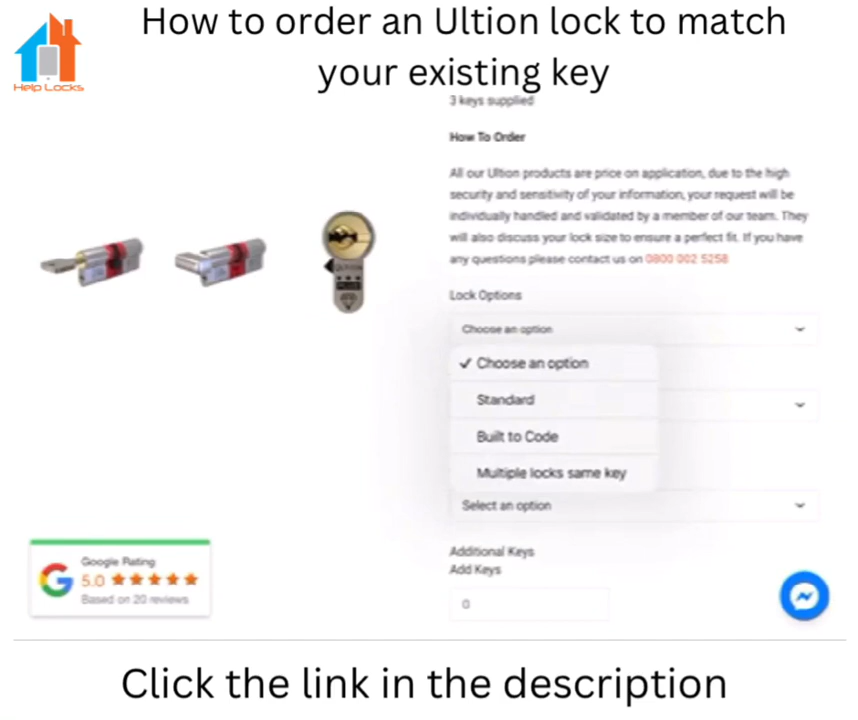 How to order an Ultion lock to match
your existing key
Help Locks
3 keys supplied
How To Order
All our Ultion products are price on application, due to the high
security and sensitivity of your information, your request will be
individually handled and validated by a member of our team. They
will also discuss your lock size to ensure a perfect fit. If you have
any questions please contact us on 0800 002 5258
Lock Options
Choose an option
✓ Choose an option
Standard
Built to Code
Multiple locks same key
Select an option
Additional Keys
Add Keys
0
Google Rating
5.0 ★★★★★
Based on 20 reviews
ULTION
PLUS
Click the link in the description